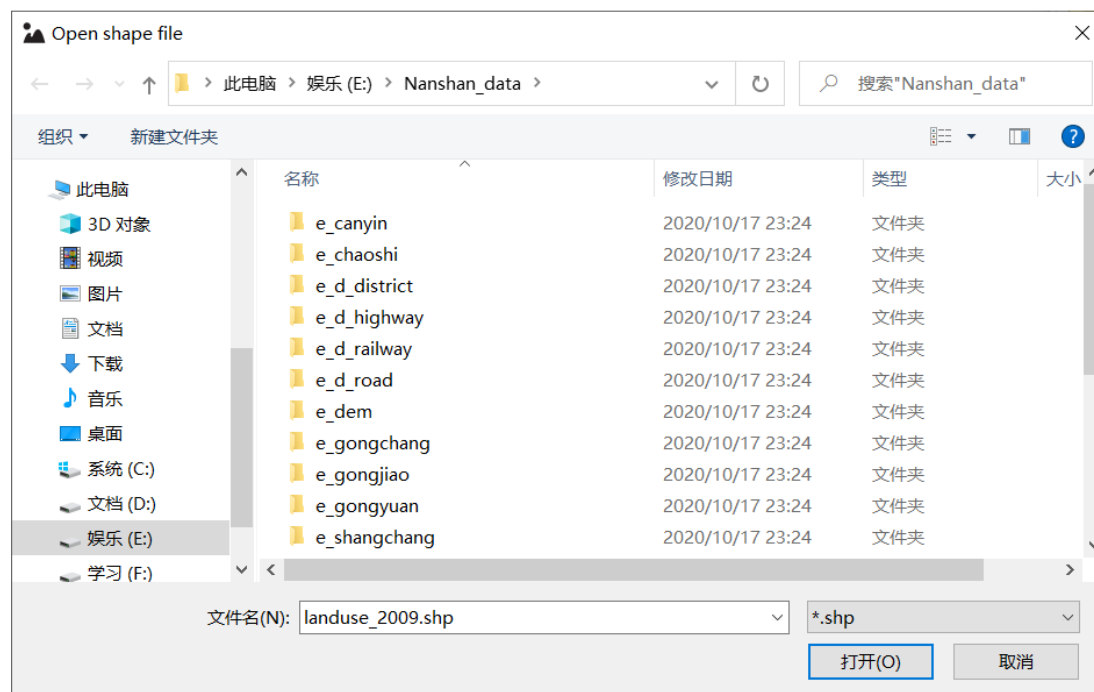 Open shape file
此电脑 娱乐 (E:) Nanshan_data 搜索"Nanshan_data"
组织 新建文件夹 ?
名称 修改日期 类型 大小
此电脑
3D 对象
视频
图片
文档
下载
音乐
桌面
系统 (C:)
文档 (D:)
娱乐 (E:)
学习 (F:)
e_canyin 2020/10/17 23:24 文件夹
e_chaoshi 2020/10/17 23:24 文件夹
e_d_district 2020/10/17 23:24 文件夹
e_d_highway 2020/10/17 23:24 文件夹
e_d_railway 2020/10/17 23:24 文件夹
e_d_road 2020/10/17 23:24 文件夹
e_dem 2020/10/17 23:24 文件夹
e_gongchang 2020/10/17 23:24 文件夹
e_gongjiao 2020/10/17 23:24 文件夹
e_gongyuan 2020/10/17 23:24 文件夹
e_shangchang 2020/10/17 23:24 文件夹
文件名(N): landuse_2009.shp *.shp
打开(O) 取消